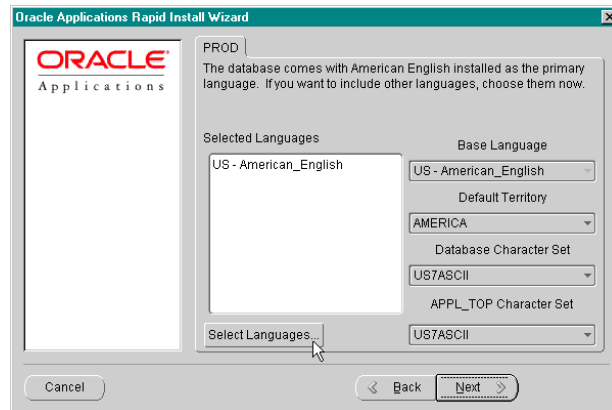 Oracle Applications Rapid Install Wizard
ORACLE®
Applications
PROD
The database comes with American English installed as the primary
language. If you want to include other languages, choose them now.
Selected Languages
US - American_English
Select Languages...
Base Language
US - American_English
Default Territory
AMERICA
Database Character Set
US7ASCII
APPL_TOP Character Set
US7ASCII
Cancel
Back
Next